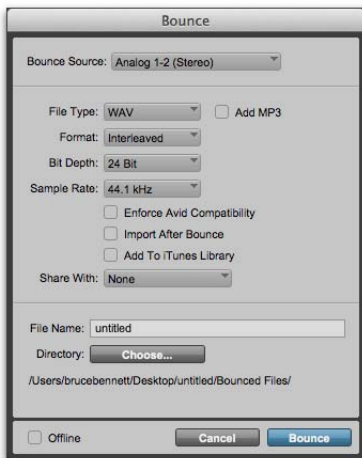 Bounce
Bounce Source: Analog 1-2 (Stereo)
File Type: WAV Add MP3
Format: Interleaved
Bit Depth: 24 Bit
Sample Rate: 44.1 kHz
Enforce Avid Compatibility
Import After Bounce
Add To iTunes Library
Share With: None
File Name: untitled
Directory: Choose...
/Users/brucebennett/Desktop/untitled/Bounced Files/
Offline Cancel Bounce